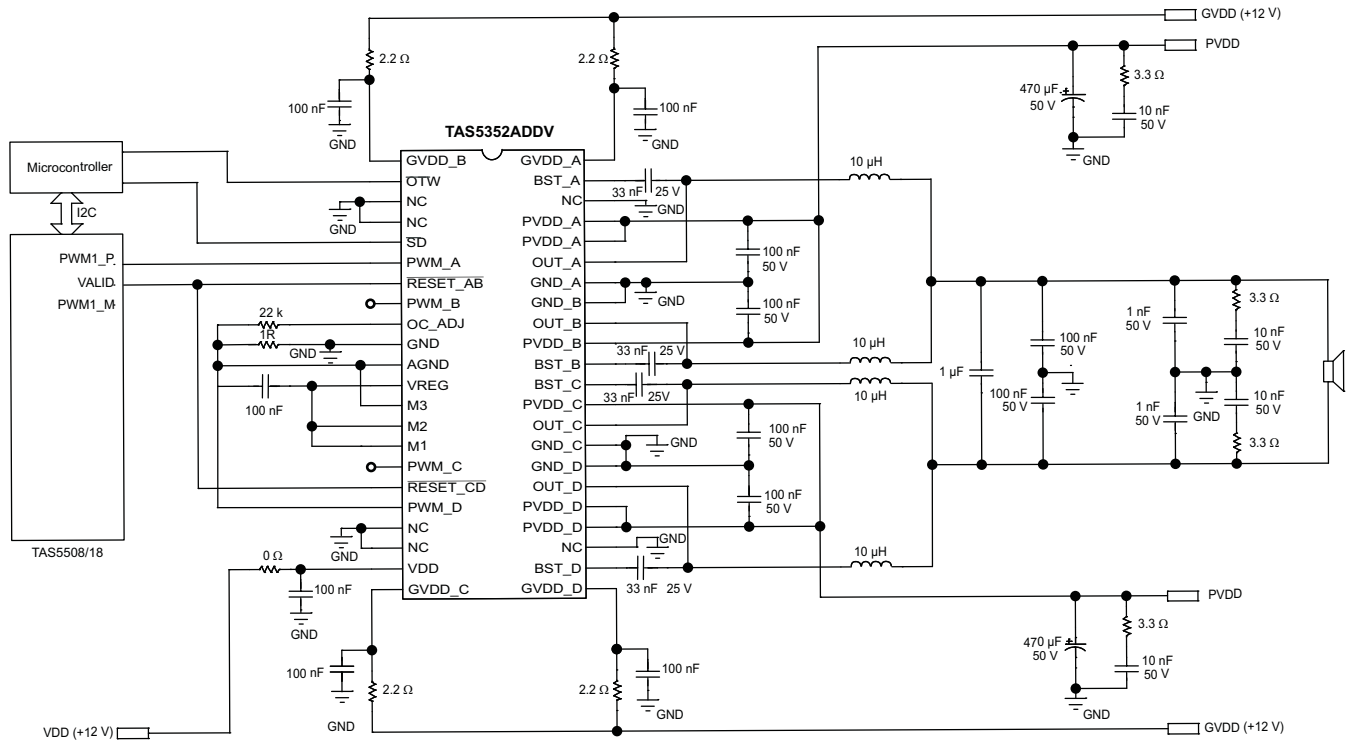 GVDD (+12 V)
PVDD
2.2 Ω
2.2 Ω
3.3 Ω
470 µF
50 V
10 nF
50 V
100 nF
GND
100 nF
GND
GND
TAS5352ADDV
Microcontroller
I2C
PWM1_P
VALID
PWM1_M
TAS5508/18
GVDD_B
OTW
NC
NC
SD
PWM_A
RESET_AB
PWM_B
OC_ADJ
GND
AGND
VREG
M3
M2
M1
PWM_C
RESET_CD
PWM_D
NC
NC
VDD
GVDD_C
GVDD_A
BST_A
NC
PVDD_A
PVDD_A
OUT_A
GND_A
GND_B
OUT_B
PVDD_B
BST_B
BST_C
PVDD_C
OUT_C
GND_C
GND_D
OUT_D
PVDD_D
PVDD_D
NC
BST_D
GVDD_D
GND
22 k
1R
GND
100 nF
GND
0 Ω
100 nF
GND
33 nF 25 V
GND
10 µH
100 nF
50 V
GND
100 nF
50 V
33 nF 25 V
10 µH
33 nF 25V
10 µH
100 nF
50 V
GND
100 nF
50 V
GND
33 nF 25 V
10 µH
1 µF
100 nF
50 V
100 nF
50 V
1 nF
50 V
3.3 Ω
10 nF
50 V
GND
1 nF
50 V
10 nF
50 V
3.3 Ω
PVDD
3.3 Ω
470 µF
50 V
10 nF
50 V
GND
100 nF
2.2 Ω
GND
100 nF
2.2 Ω
GND
VDD (+12 V)
GVDD (+12 V)